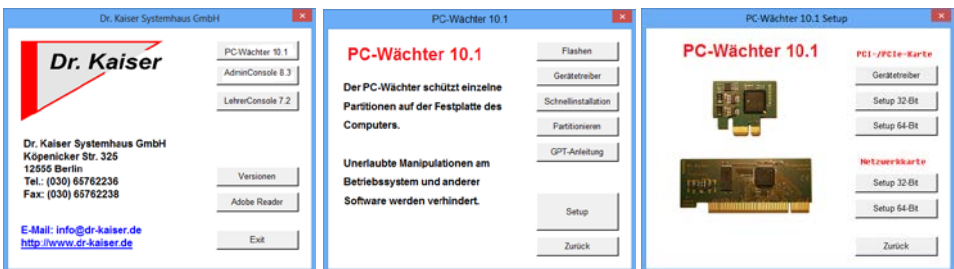 Dr. Kaiser Systemhaus GmbH
Dr. Kaiser
PC-Wächter 10.1
AdminConsole 8.3
LehrerConsole 7.2
Dr. Kaiser Systemhaus GmbH
Köpenicker Str. 325
12555 Berlin
Tel.: (030) 65762236
Fax: (030) 65762238
Versionen
Adobe Reader
E-Mail: info@dr-kaiser.de
http://www.dr-kaiser.de
Exit
PC-Wächter 10.1
PC-Wächter 10.1
Der PC-Wächter schützt einzelne
Partitionen auf der Festplatte des
Computers.
Unerlaubte Manipulationen am
Betriebssystem und anderer
Software werden verhindert.
Flashen
Gerätetreiber
Schnellinstallation
Partitionieren
GPT-Anleitung
Setup
Zurück
PC-Wächter 10.1 Setup
PC-Wächter 10.1
PCI-/PCIe-Karte
Gerätetreiber
Setup 32-Bit
Setup 64-Bit
Netzwerkkarte
Setup 32-Bit
Setup 64-Bit
Zurück